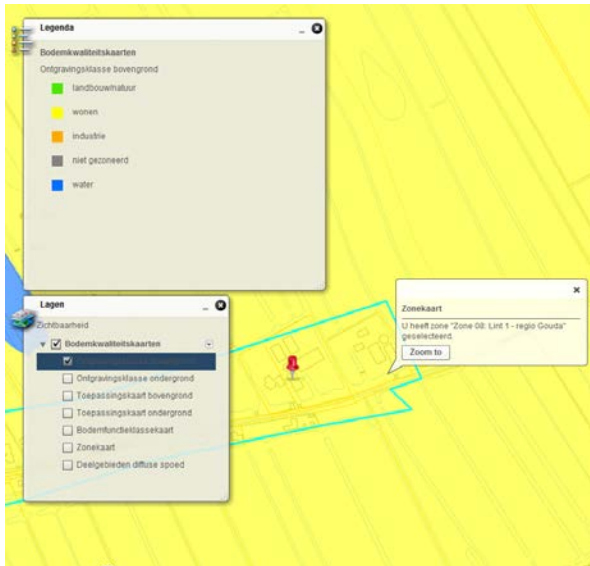 Legenda
Bodemkwaliteitskaarten
Ontgravingsklasse bovengrond
landbouw/natuur
wonen
industrie
niet gezoneerd
water
Lagen
Zichtbaarheid
Bodemkwaliteitskaarten
Ontgravingsklasse ondergrond
Toepassingskaart bovengrond
Toepassingskaart ondergrond
Bodemfunctieklassekaart
Zonekaart
Deelgebieden diffuse spoed
Zonekaart
U heeft zone "Zone 08: Lint 1 - regio Gouda"
geselecteerd.
Zoom to